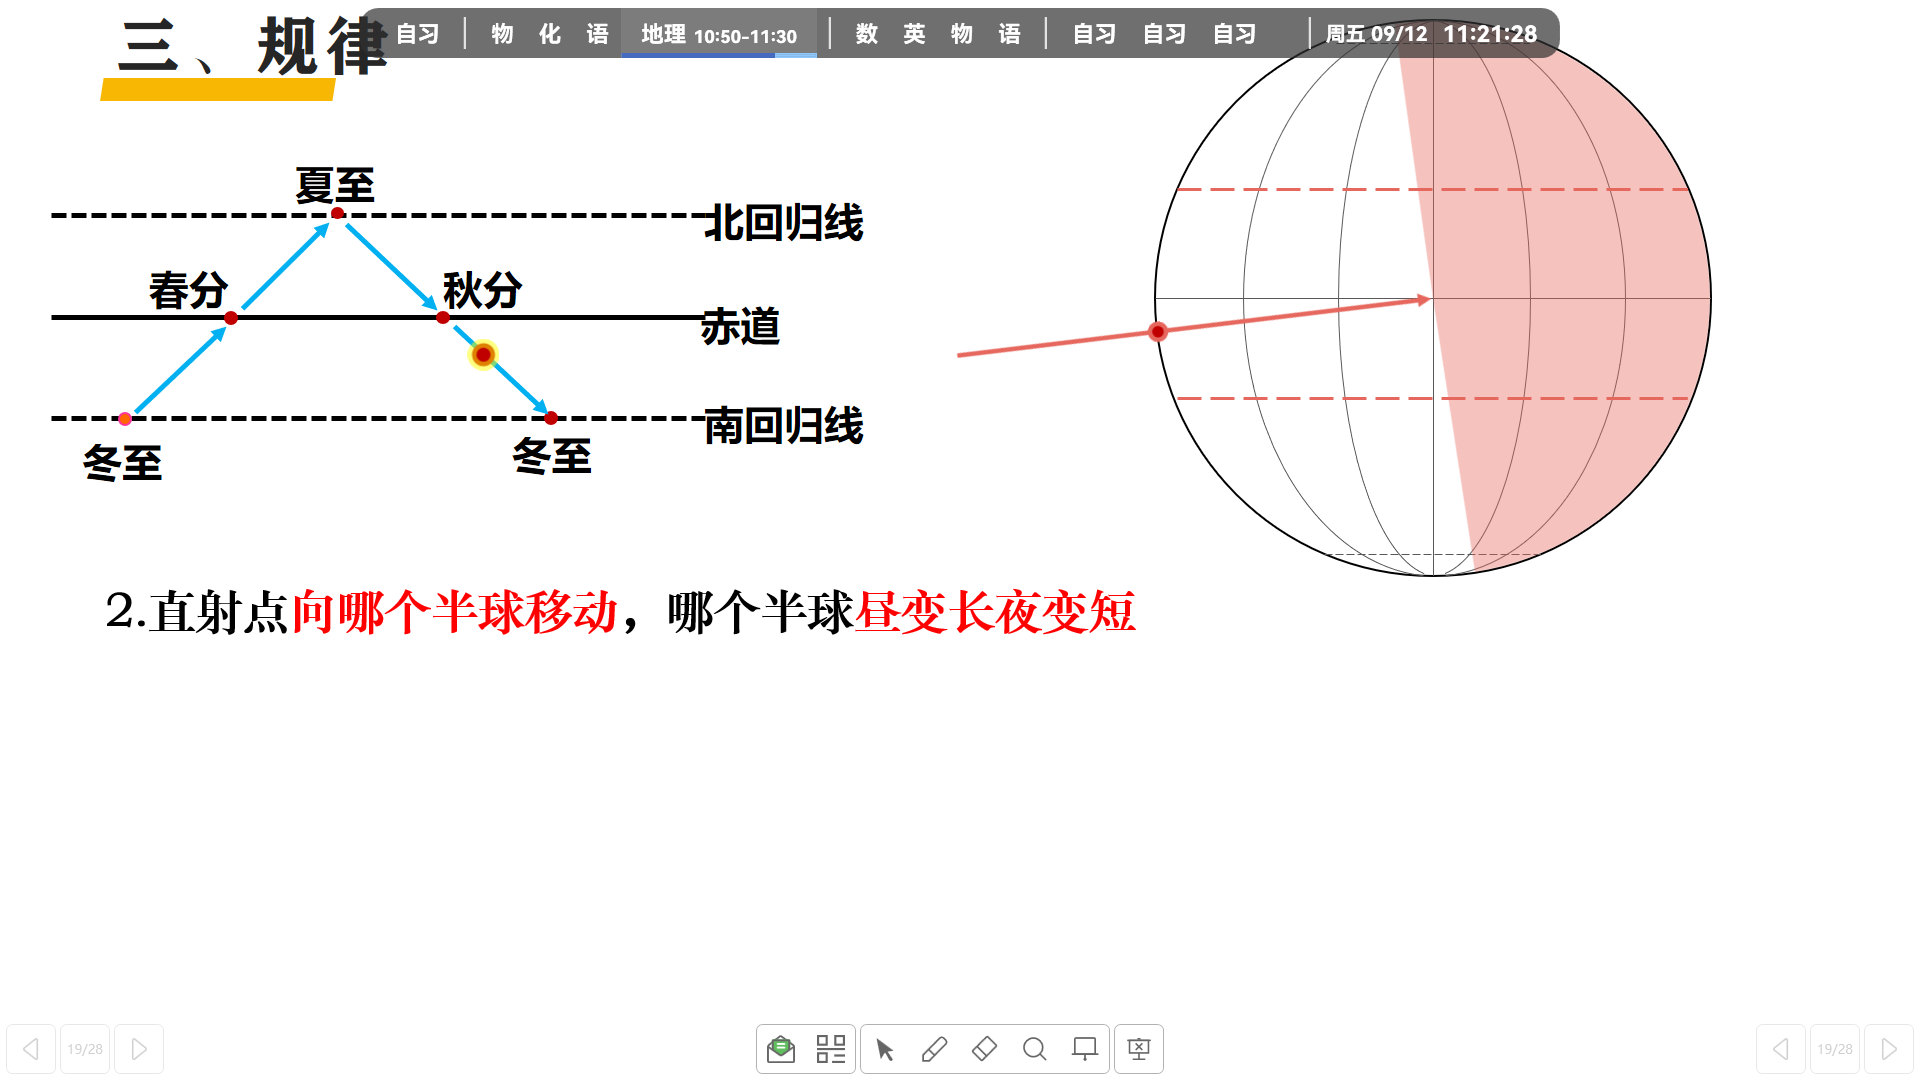 三、规律
自习 物 化 语 地理 10:50-11:30 数 英 物 语 自习 自习 自习 周五 09/12 11:21:28
夏至
北回归线
春分 秋分
赤道
南回归线
冬至 冬至
2.直射点向哪个半球移动，哪个半球昼变长夜变短
19/28 19/28